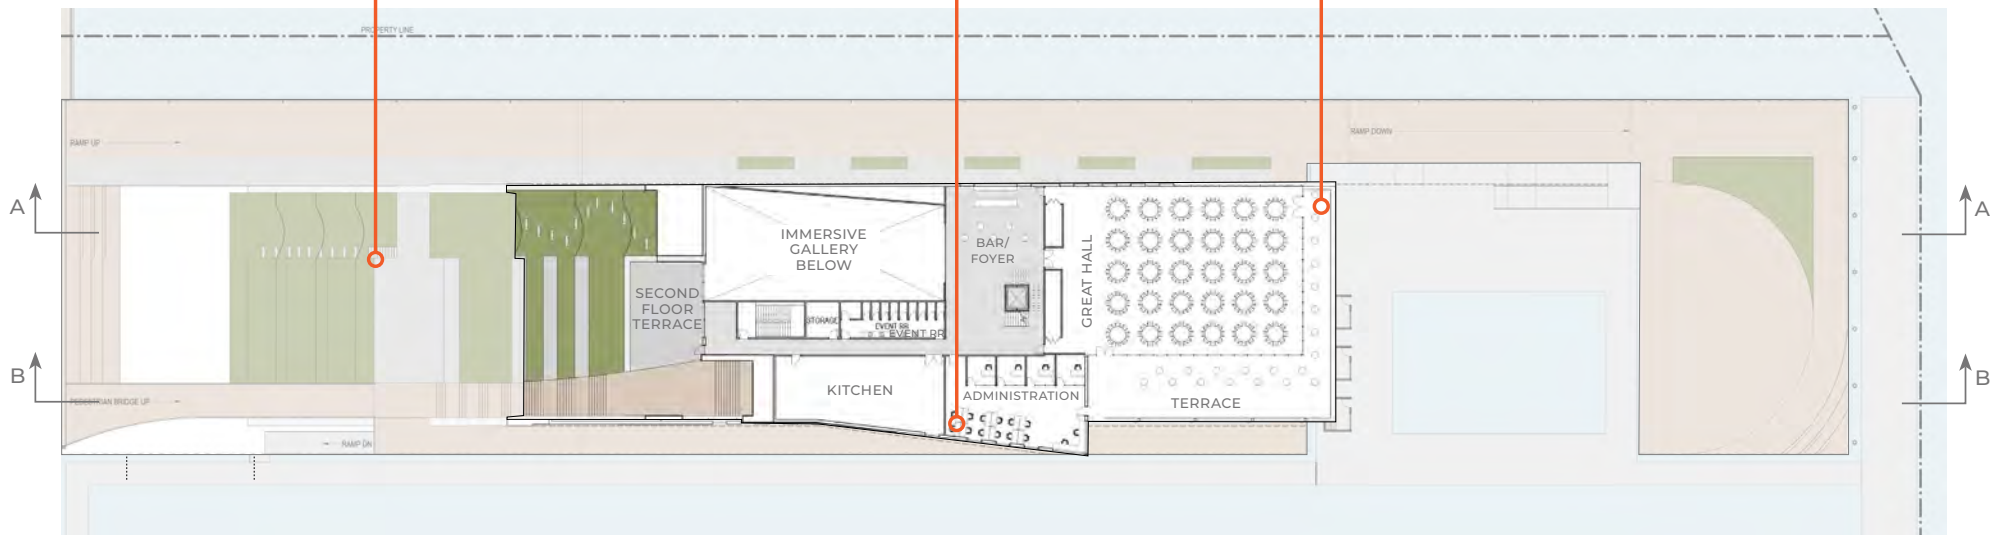 PROPERTY LINE
RAMP UP
RAMP DOWN
A
A
IMMERSIVE
GALLERY
BELOW
BAR/
FOYER
GREAT HALL
SECOND
FLOOR
TERRACE
STORAGE
EVENT RR
EVENT RR
B
B
KITCHEN
ADMINISTRATION
TERRACE
PEDESTRIAN BRIDGE UP
RAMP DN